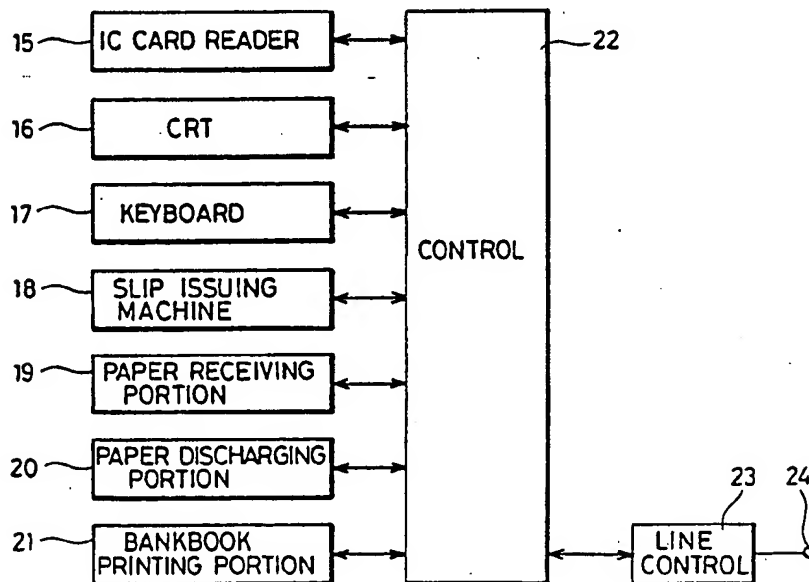 15 IC CARD READER
22
16 CRT
17 KEYBOARD
CONTROL
18 SLIP ISSUING
MACHINE
19 PAPER RECEIVING
PORTION
20 PAPER DISCHARGING
PORTION
23 24
21 BANKBOOK
PRINTING PORTION
LINE
CONTROL